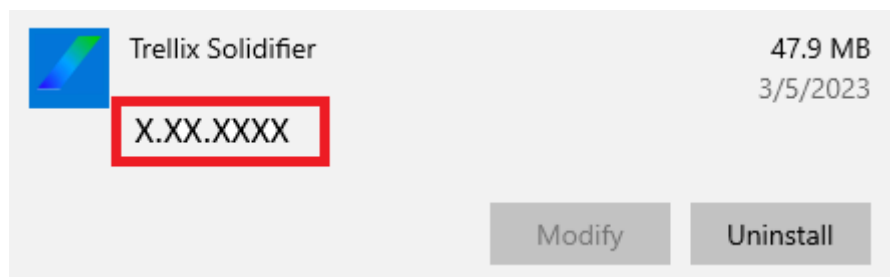 Trellix Solidifier 47.9 MB
3/5/2023
X.XX.XXXX
Modify Uninstall